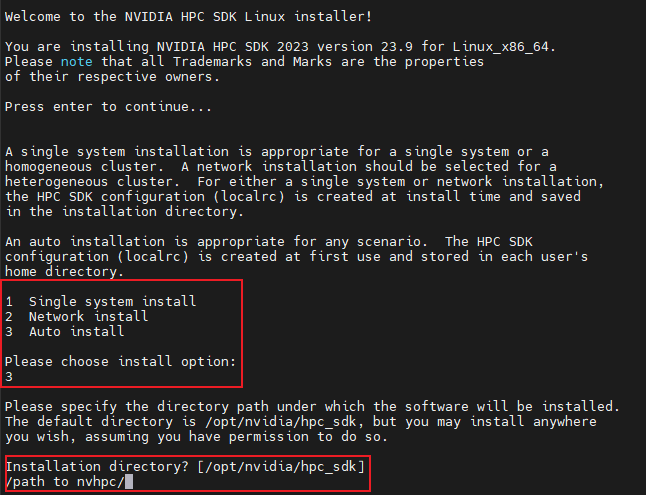 Welcome to the NVIDIA HPC SDK Linux installer!
You are installing NVIDIA HPC SDK 2023 version 23.9 for Linux_x86_64.
Please note that all Trademarks and Marks are the properties
of their respective owners.
Press enter to continue...
A single system installation is appropriate for a single system or a
homogeneous cluster.  A network installation should be selected for a
heterogeneous cluster.  For either a single system or network installation,
the HPC SDK configuration (localrc) is created at install time and saved
in the installation directory.
An auto installation is appropriate for any scenario.  The HPC SDK
configuration (localrc) is created at first use and stored in each user's
home directory.
1  Single system install
2  Network install
3  Auto install
Please choose install option:
3
Please specify the directory path under which the software will be installed.
The default directory is /opt/nvidia/hpc_sdk, but you may install anywhere
you wish, assuming you have permission to do so.
Installation directory? [/opt/nvidia/hpc_sdk]
/path to nvhpc/